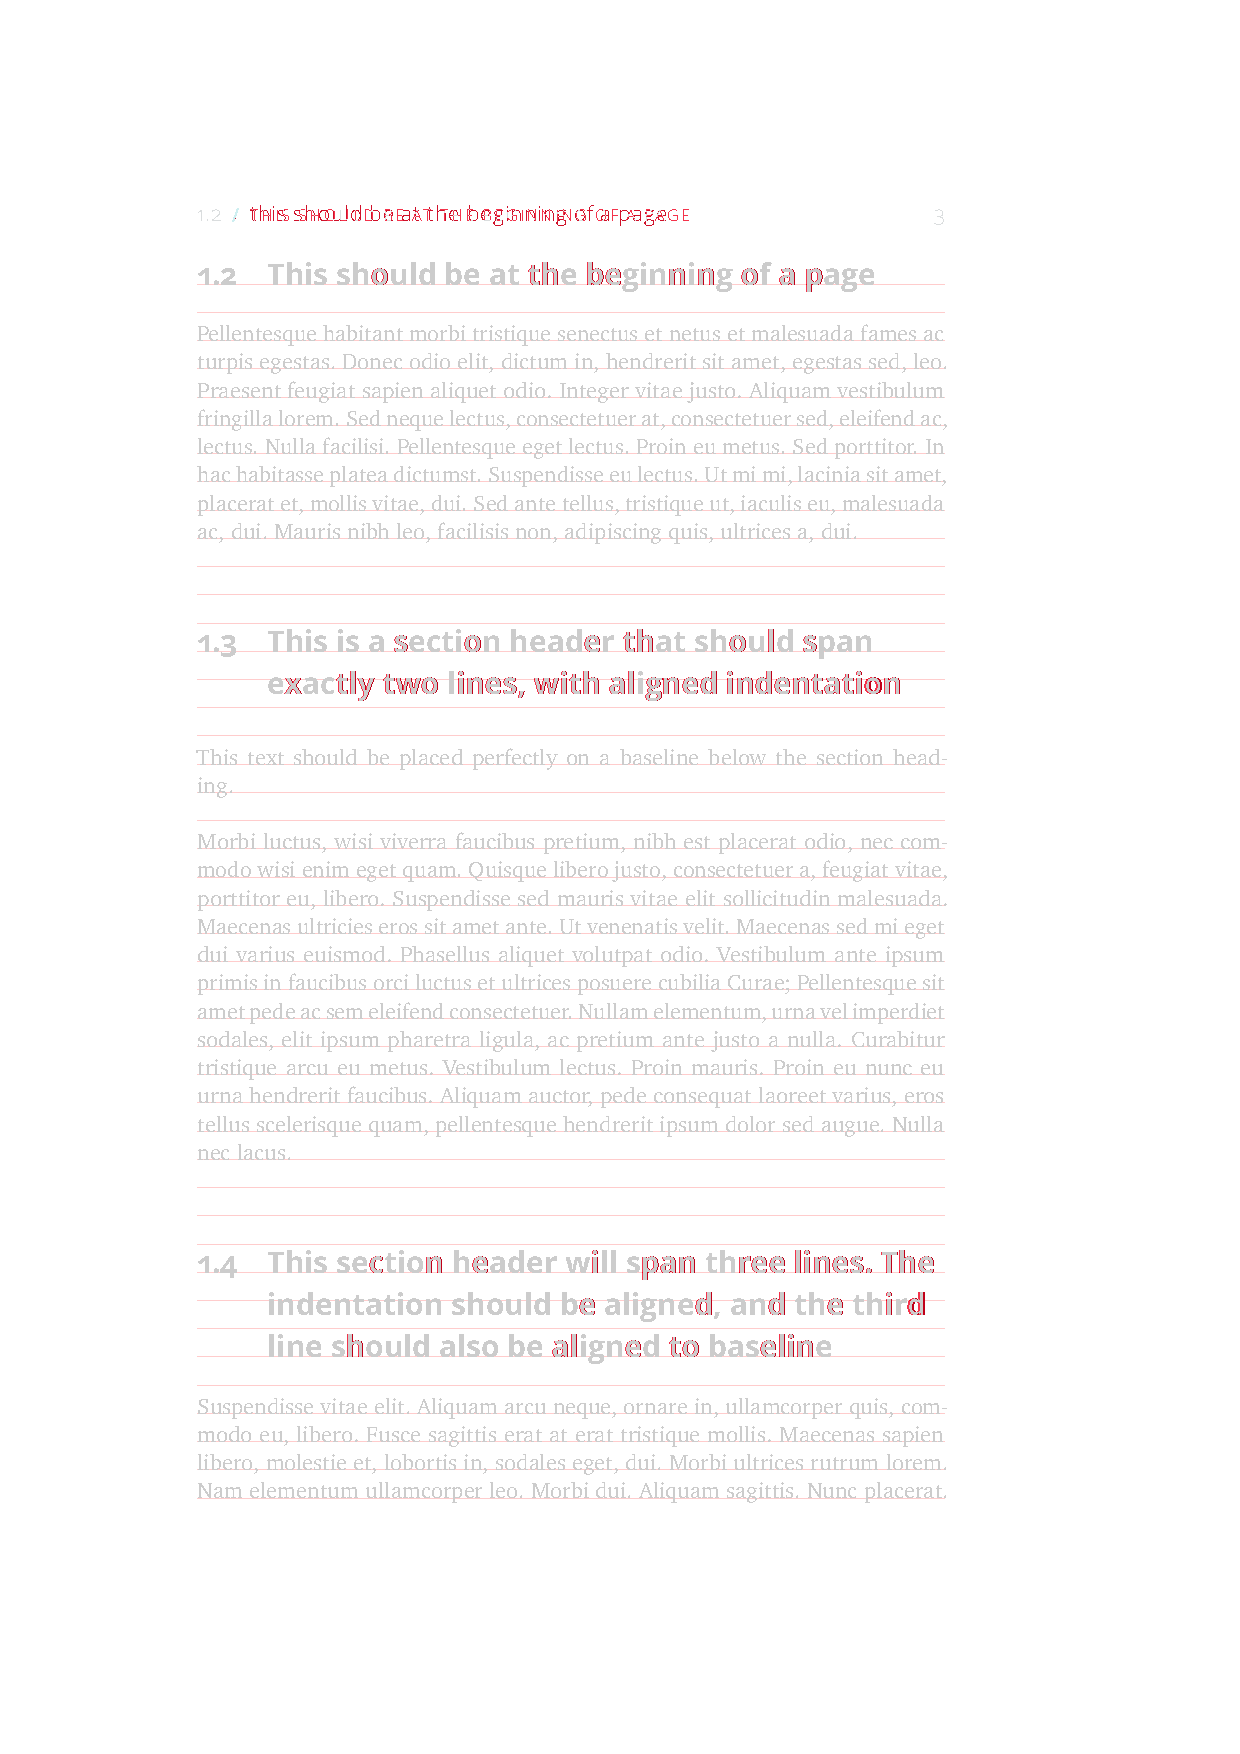 1.2 / THIS SHOULD BE AT THE BEGINNING OF A PAGE 3
1.2 This should be at the beginning of a page
Pellentesque habitant morbi tristique senectus et netus et malesuada fames ac
turpis egestas. Donec odio elit, dictum in, hendrerit sit amet, egestas sed, leo.
Praesent feugiat sapien aliquet odio. Integer vitae justo. Aliquam vestibulum
fringilla lorem. Sed neque lectus, consectetuer at, consectetuer sed, eleifend ac,
lectus. Nulla facilisi. Pellentesque eget lectus. Proin eu metus. Sed porttitor. In
hac habitasse platea dictumst. Suspendisse eu lectus. Ut mi mi, lacinia sit amet,
placerat et, mollis vitae, dui. Sed ante tellus, tristique ut, iaculis eu, malesuada
ac, dui. Mauris nibh leo, facilisis non, adipiscing quis, ultrices a, dui.
1.3 This is a section header that should span
exactly two lines, with aligned indentation
This text should be placed perfectly on a baseline below the section head-
ing.
Morbi luctus, wisi viverra faucibus pretium, nibh est placerat odio, nec com-
modo wisi enim eget quam. Quisque libero justo, consectetuer a, feugiat vitae,
porttitor eu, libero. Suspendisse sed mauris vitae elit sollicitudin malesuada.
Maecenas ultricies eros sit amet ante. Ut venenatis velit. Maecenas sed mi eget
dui varius euismod. Phasellus aliquet volutpat odio. Vestibulum ante ipsum
primis in faucibus orci luctus et ultrices posuere cubilia Curae; Pellentesque sit
amet pede ac sem eleifend consectetuer. Nullam elementum, urna vel imperdiet
sodales, elit ipsum pharetra ligula, ac pretium ante justo a nulla. Curabitur
tristique arcu eu metus. Vestibulum lectus. Proin mauris. Proin eu nunc eu
urna hendrerit faucibus. Aliquam auctor, pede consequat laoreet varius, eros
tellus scelerisque quam, pellentesque hendrerit ipsum dolor sed augue. Nulla
nec lacus.
1.4 This section header will span three lines. The
indentation should be aligned, and the third
line should also be aligned to baseline
Suspendisse vitae elit. Aliquam arcu neque, ornare in, ullamcorper quis, com-
modo eu, libero. Fusce sagittis erat at erat tristique mollis. Maecenas sapien
libero, molestie et, lobortis in, sodales eget, dui. Morbi ultrices rutrum lorem.
Nam elementum ullamcorper leo. Morbi dui. Aliquam sagittis. Nunc placerat.